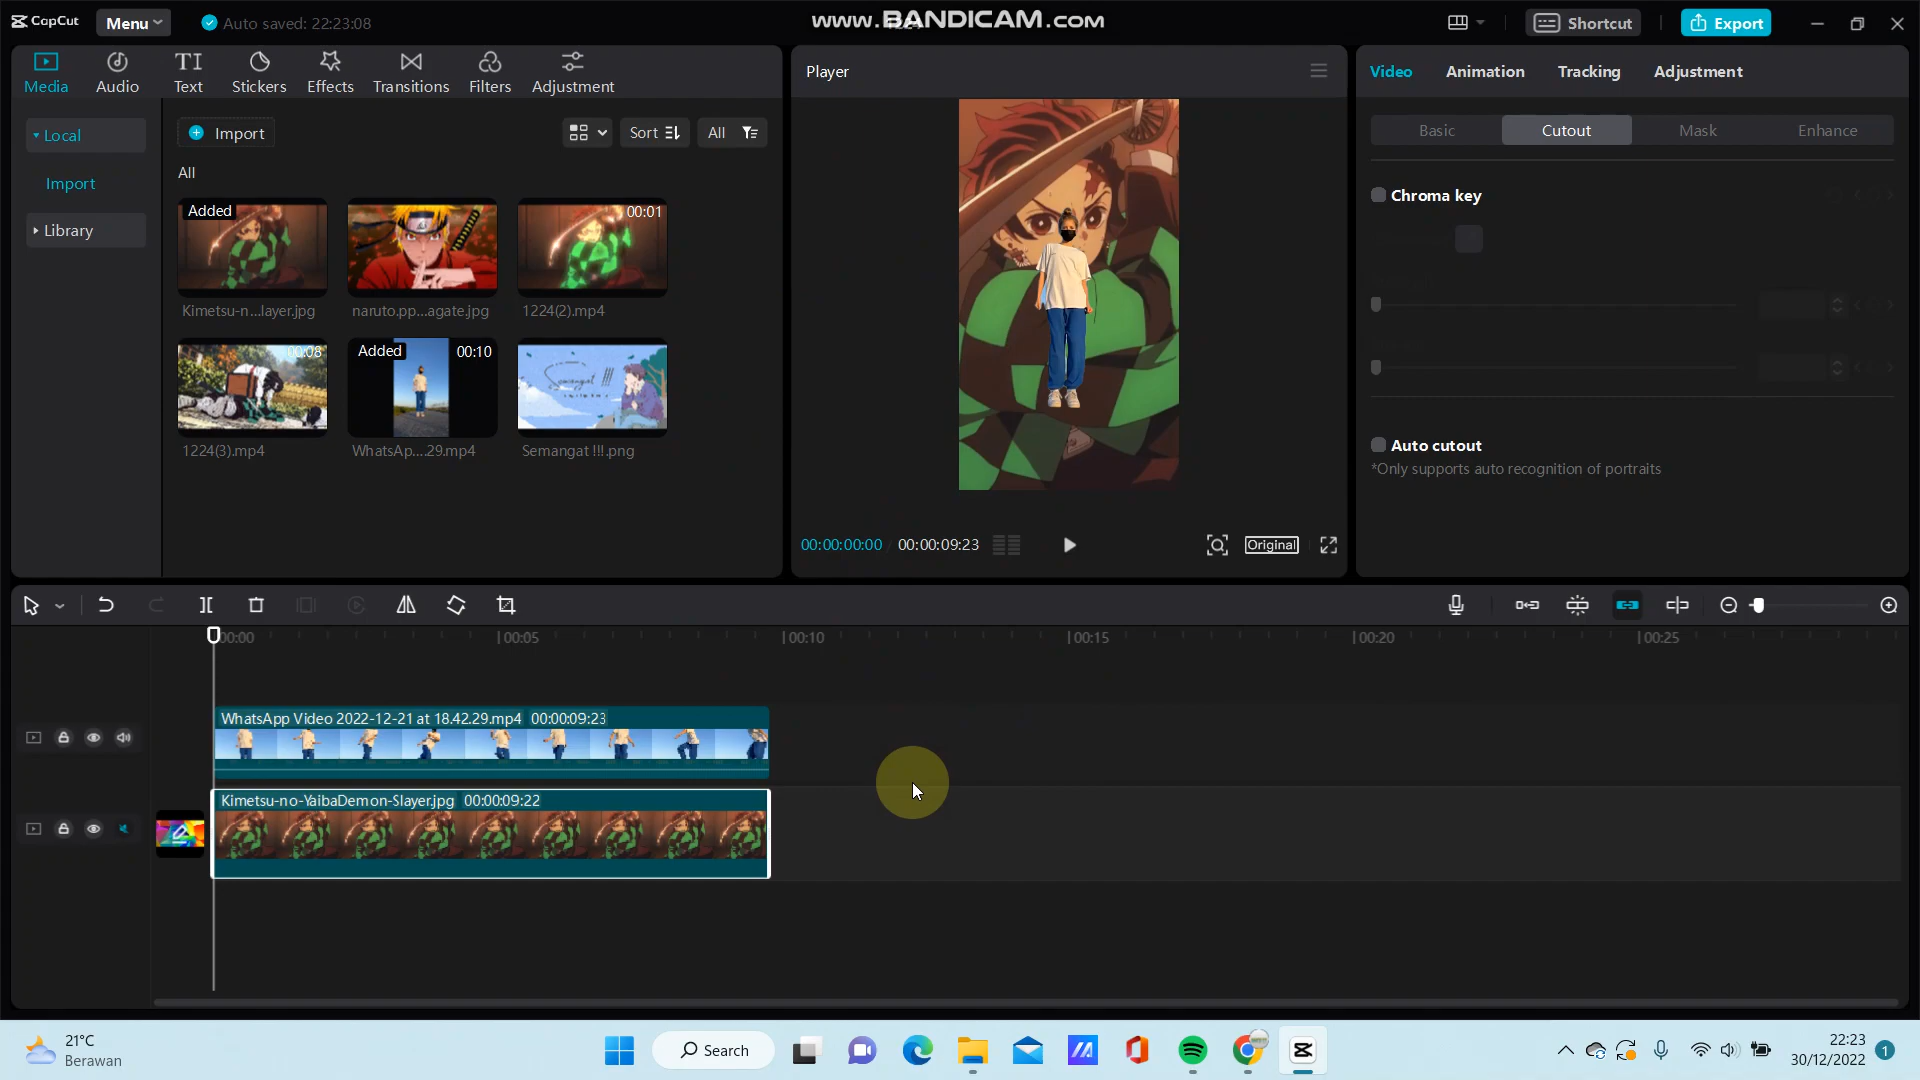 CapCut
Menu
Auto saved: 22:23:08
www.BANDICAM.COM
Shortcut
Export
Media
Audio
Text
Stickers
Effects
Transitions
Filters
Adjustment
Player
Video
Animation
Tracking
Adjustment
Local
Import
Library
Import
Sort
All
All
Basic
Cutout
Mask
Enhance
Added
00:01
Kimetsu-n...layer.jpg
naruto.pp...agate.jpg
1224(2).mp4
00:08
Added
00:10
Semangat !!!
1224(3).mp4
WhatsAp....29.mp4
Semangat !!!.png
Chroma key
Auto cutout
*Only supports auto recognition of portraits
00:00:00:00
00:00:09:23
Original
00:00
00:05
00:10
00:15
00:20
00:25
WhatsApp Video 2022-12-21 at 18.42.29.mp4 00:00:09:23
Kimetsu-no-YaibaDemon-Slayer.jpg 00:00:09:22
21°C
Berawan
Search
22:23
30/12/2022
1